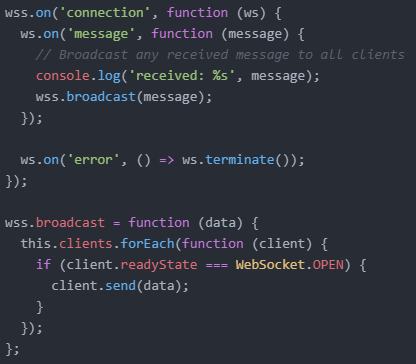 wss.on('connection', function (ws) {
  ws.on('message', function (message) {
    // Broadcast any received message to all clients
    console.log('received: %s', message);
    wss.broadcast(message);
  });

  ws.on('error', () => ws.terminate());
});

wss.broadcast = function (data) {
  this.clients.forEach(function (client) {
    if (client.readyState === WebSocket.OPEN) {
      client.send(data);
    }
  });
};